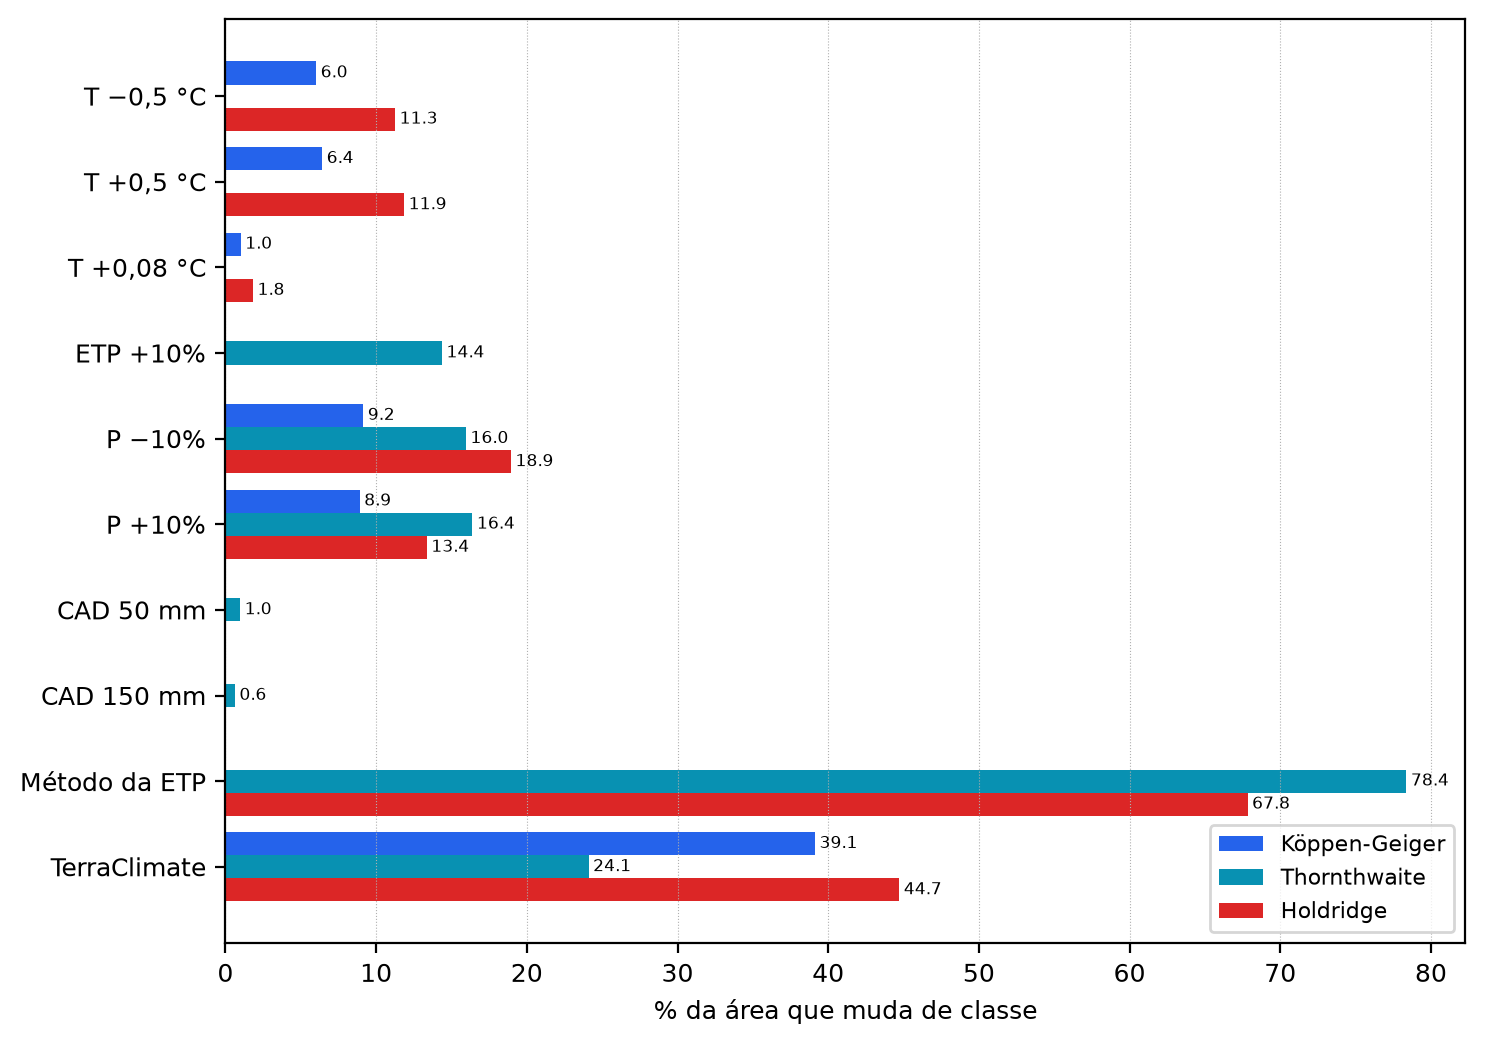 T −0,5 °C
6.0
11.3
T +0,5 °C
6.4
11.9
T +0,08 °C
1.0
1.8
ETP +10%
14.4
P −10%
9.2
16.0
18.9
P +10%
8.9
16.4
13.4
CAD 50 mm
1.0
CAD 150 mm
0.6
Método da ETP
78.4
67.8
TerraClimate
39.1
24.1
44.7
Köppen-Geiger
Thornthwaite
Holdridge
0 10 20 30 40 50 60 70 80
% da área que muda de classe